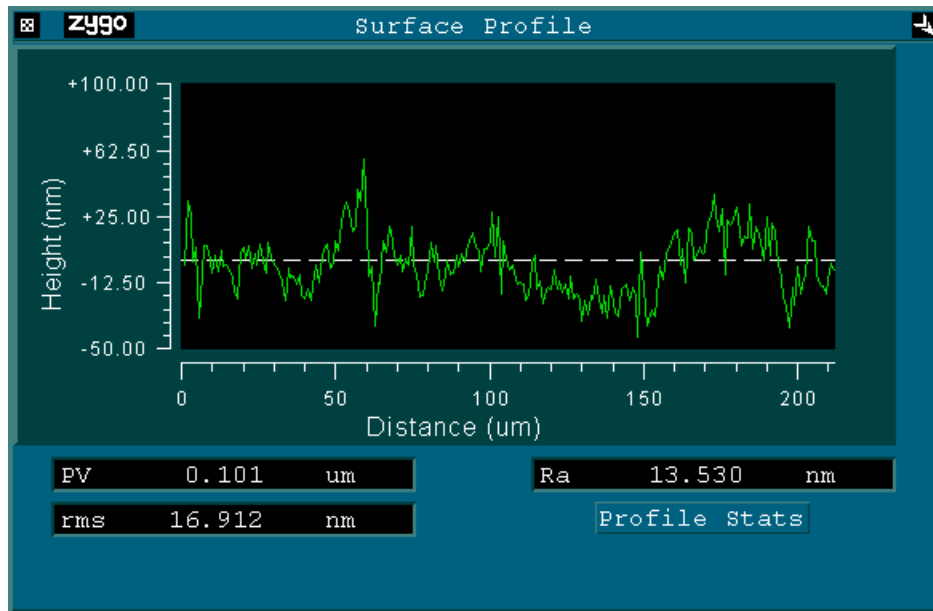 zygo Surface Profile
+100.00
+62.50
+25.00
-12.50
-50.00
Height (nm)
0 50 100 150 200
Distance (um)
PV 0.101 um
Ra 13.530 nm
rms 16.912 nm
Profile Stats